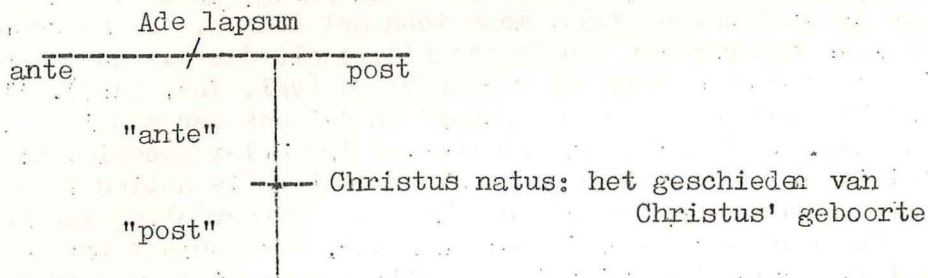 Ade lapsum
ante post
"ante"
Christus natus: het geschieden van
Christus' geboorte
"post"